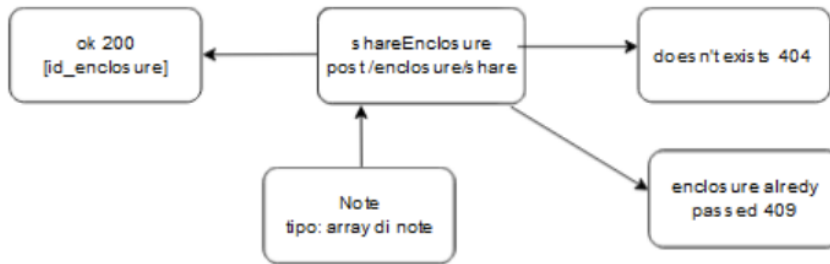 ok 200
[id_enclosure]
shareEnclosure
post/enclosure/share
doesn't exists 404
Note
tipo: array di note
enclosure alredy
passed 409